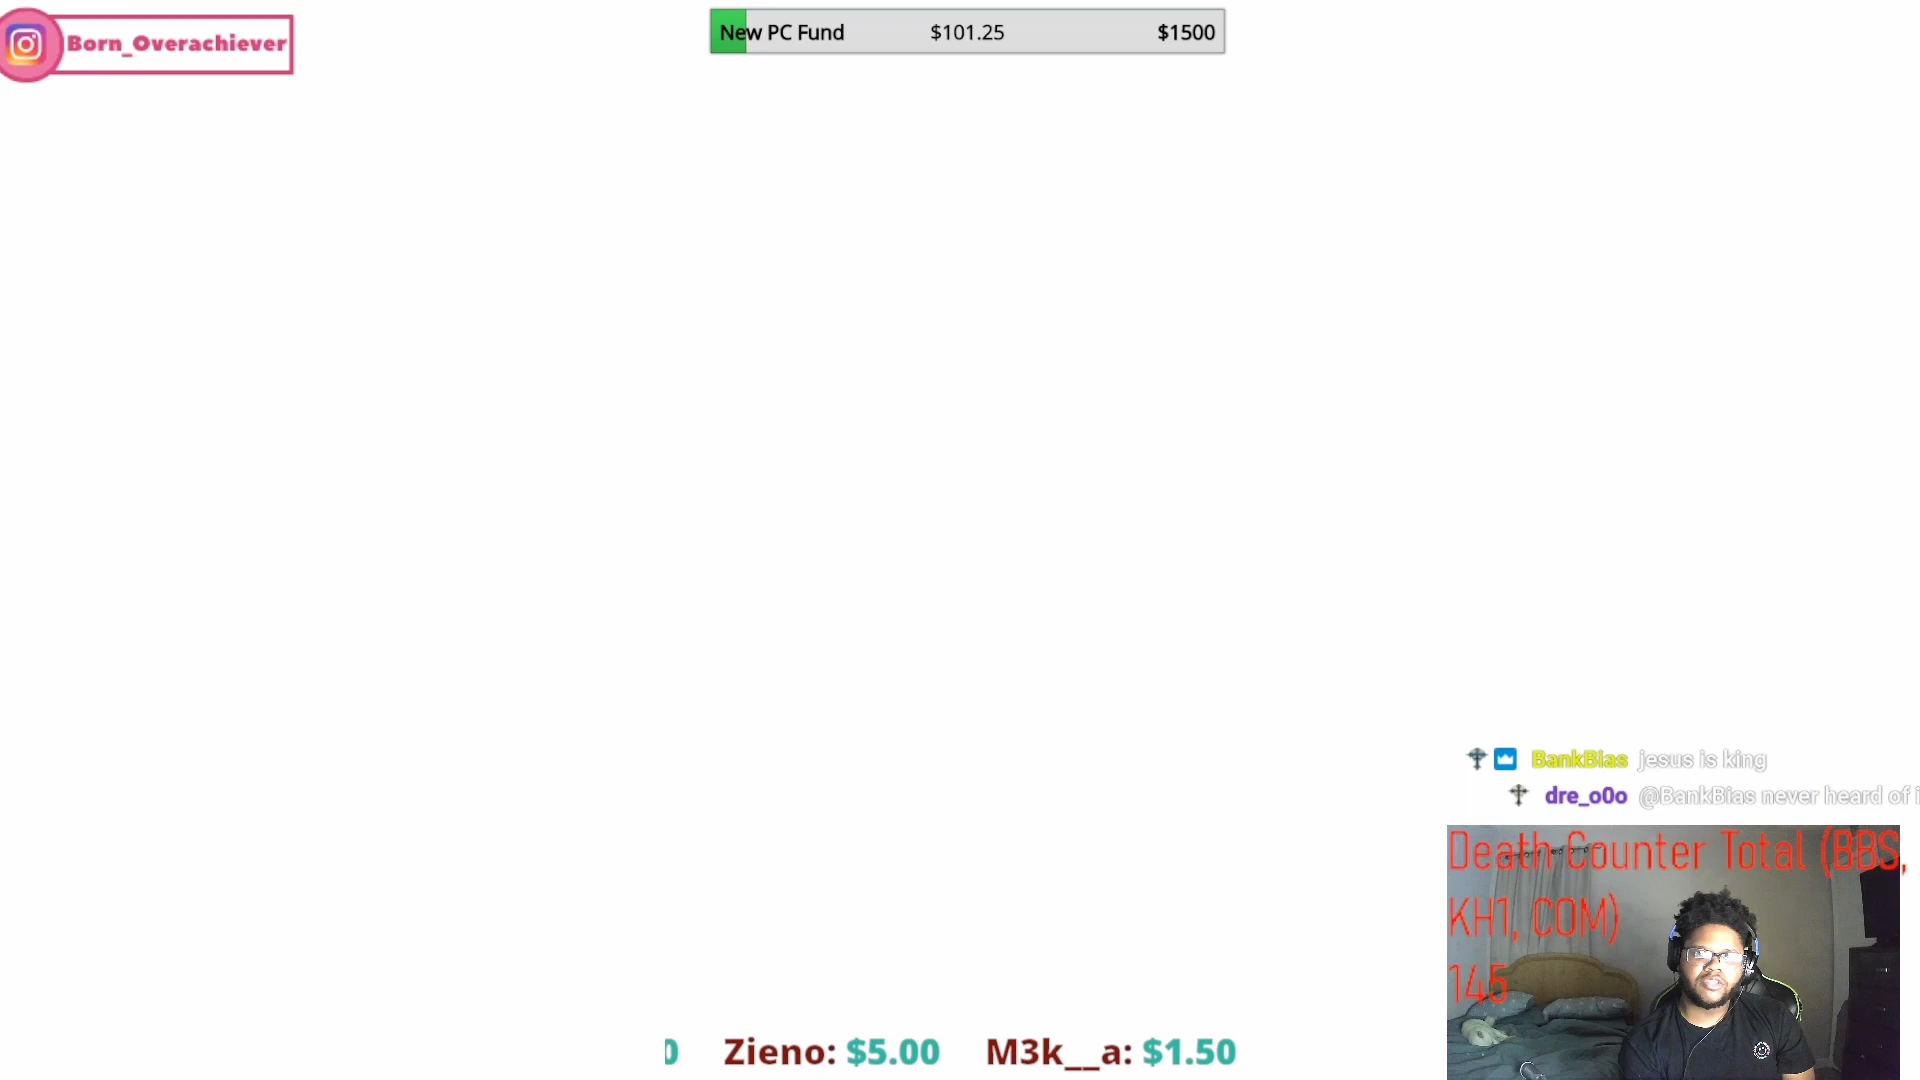 Born_Overachiever
New PC Fund $101.25 $1500
BankBias jesus is king
dre_o0o @BankBias never heard of
Death Counter Total (BBS,
KH1, COM)
145
0 Zieno: $5.00 M3k__a: $1.50